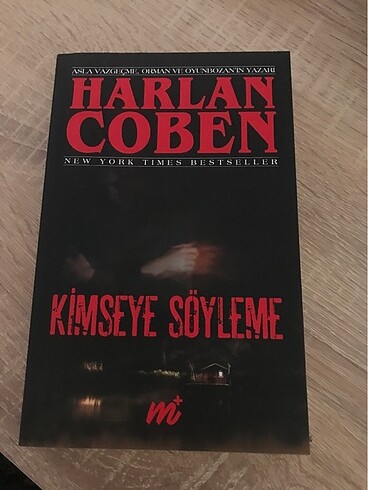 ASLA VAZGEÇME, ORMAN VE OYUNBOZAN'IN YAZARI
HARLAN
COBEN
NEW YORK TIMES BESTSELLER
KİMSEYE SÖYLEME
m+